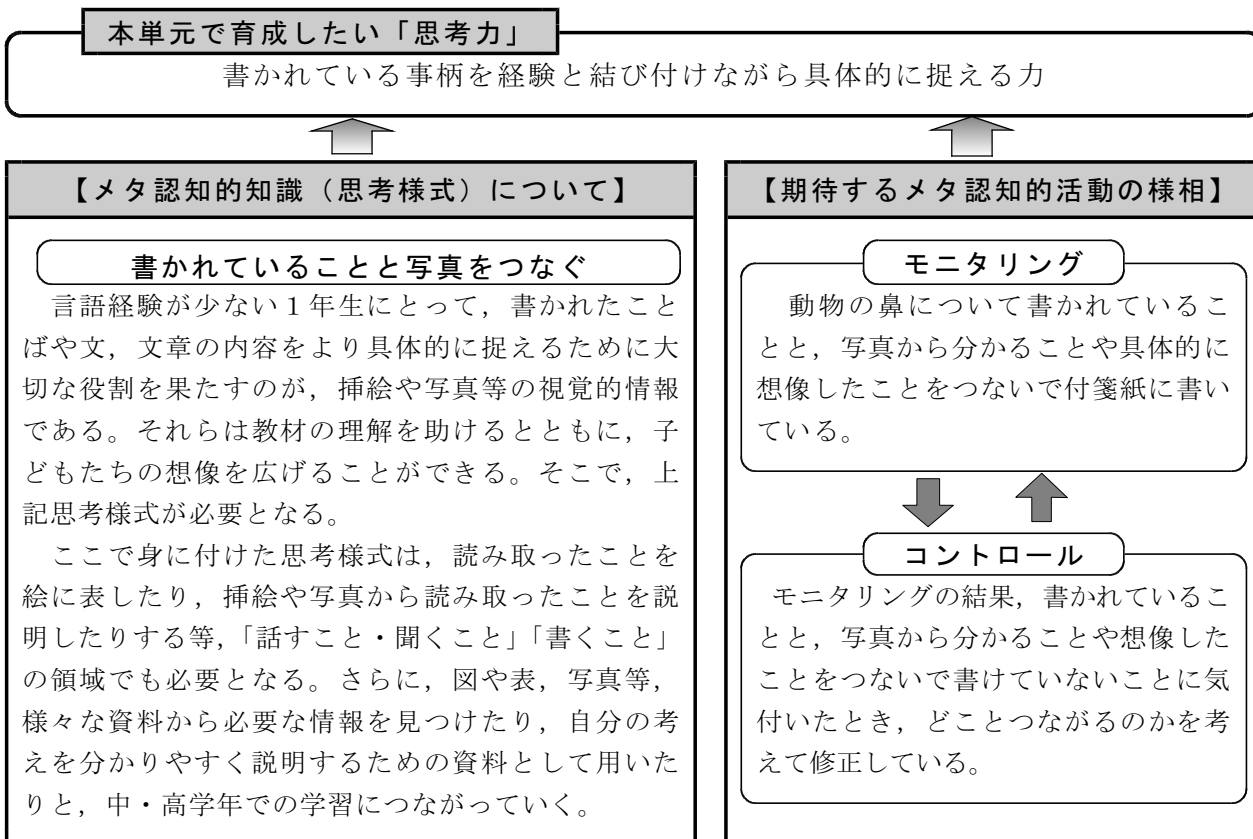 本単元で育成したい「思考力」
書かれている事柄を経験と結び付けながら具体的に捉える力
【メタ認知的知識（思考様式）について】
書かれていることと写真をつなぐ
言語経験が少ない１年生にとって，書かれたこと
ばや文，文章の内容をより具体的に捉えるために大
切な役割を果たすのが，挿絵や写真等の視覚的情報
である。それらは教材の理解を助けるとともに，子
どもたちの想像を広げることができる。そこで，上
記思考様式が必要となる。
ここで身に付けた思考様式は，読み取ったことを
絵に表したり，挿絵や写真から読み取ったことを説
明したりする等，「話すこと・聞くこと」「書くこと」
の領域でも必要となる。さらに，図や表，写真等，
様々な資料から必要な情報を見つけたり，自分の考
えを分かりやすく説明するための資料として用いた
りと，中・高学年での学習につながっていく。
【期待するメタ認知的活動の様相】
モニタリング
動物の鼻について書かれているこ
とと，写真から分かることや具体的に
想像したことをつないで付箋紙に書い
ている。
コントロール
モニタリングの結果，書かれているこ
とと，写真から分かることや想像した
ことをつないで書けていないことに気
付いたとき，どことつながるのかを考
えて修正している。